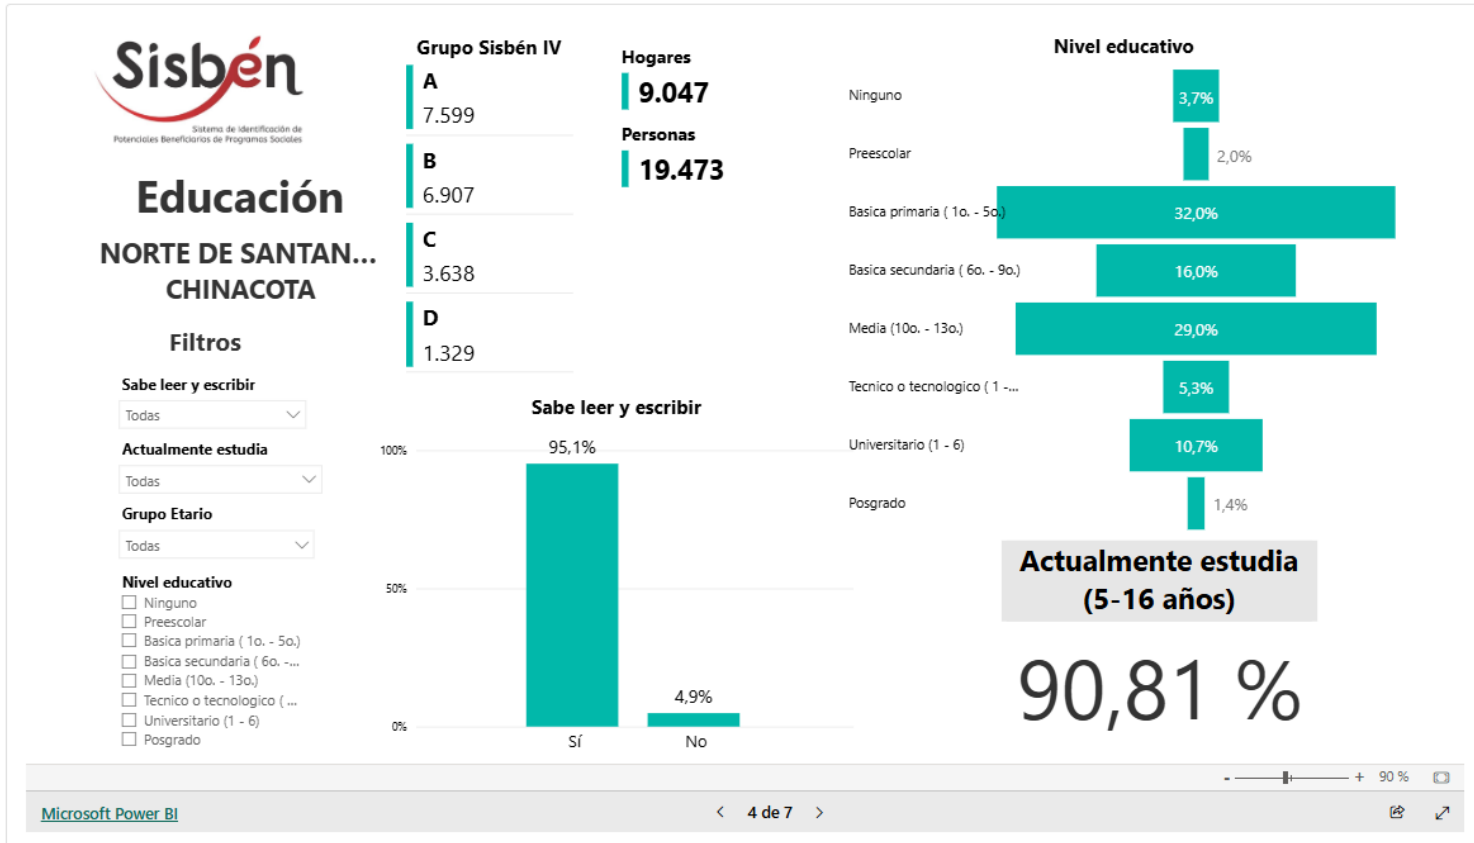 Sisbén
Sistema de Identificación de
Potenciales Beneficiarios de Programas Sociales
Educación
NORTE DE SANTAN...
CHINACOTA
Filtros
Sabe leer y escribir
Todas
Actualmente estudia
Todas
Grupo Etario
Todas
Nivel educativo
Ninguno
Preescolar
Basica primaria ( 1o. - 5o.)
Basica secundaria ( 6o. -...
Media (10o. - 13o.)
Tecnico o tecnologico ( ...
Universitario (1 - 6)
Posgrado
Grupo Sisbén IV
A
7.599
B
6.907
C
3.638
D
1.329
Hogares
9.047
Personas
19.473
Sabe leer y escribir
100%
50%
0%
95,1%
4,9%
Sí
No
Nivel educativo
Ninguno
3,7%
Preescolar
2,0%
Basica primaria ( 1o. - 5o.)
32,0%
Basica secundaria ( 6o. - 9o.)
16,0%
Media (10o. - 13o.)
29,0%
Tecnico o tecnologico ( 1 -...
5,3%
Universitario (1 - 6)
10,7%
Posgrado
1,4%
Actualmente estudia
(5-16 años)
90,81 %
- + 90 %
Microsoft Power BI
< 4 de 7 >